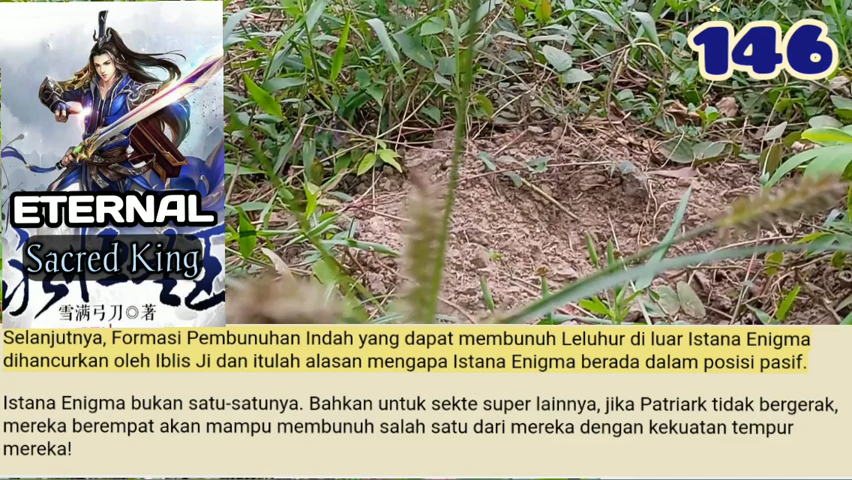 146
ETERNAL
Sacred King
雪满弓刀◎著
Selanjutnya, Formasi Pembunuhan Indah yang dapat membunuh Leluhur di luar Istana Enigma
dihancurkan oleh Iblis Ji dan itulah alasan mengapa Istana Enigma berada dalam posisi pasif.
Istana Enigma bukan satu-satunya. Bahkan untuk sekte super lainnya, jika Patriark tidak bergerak,
mereka berempat akan mampu membunuh salah satu dari mereka dengan kekuatan tempur
mereka!